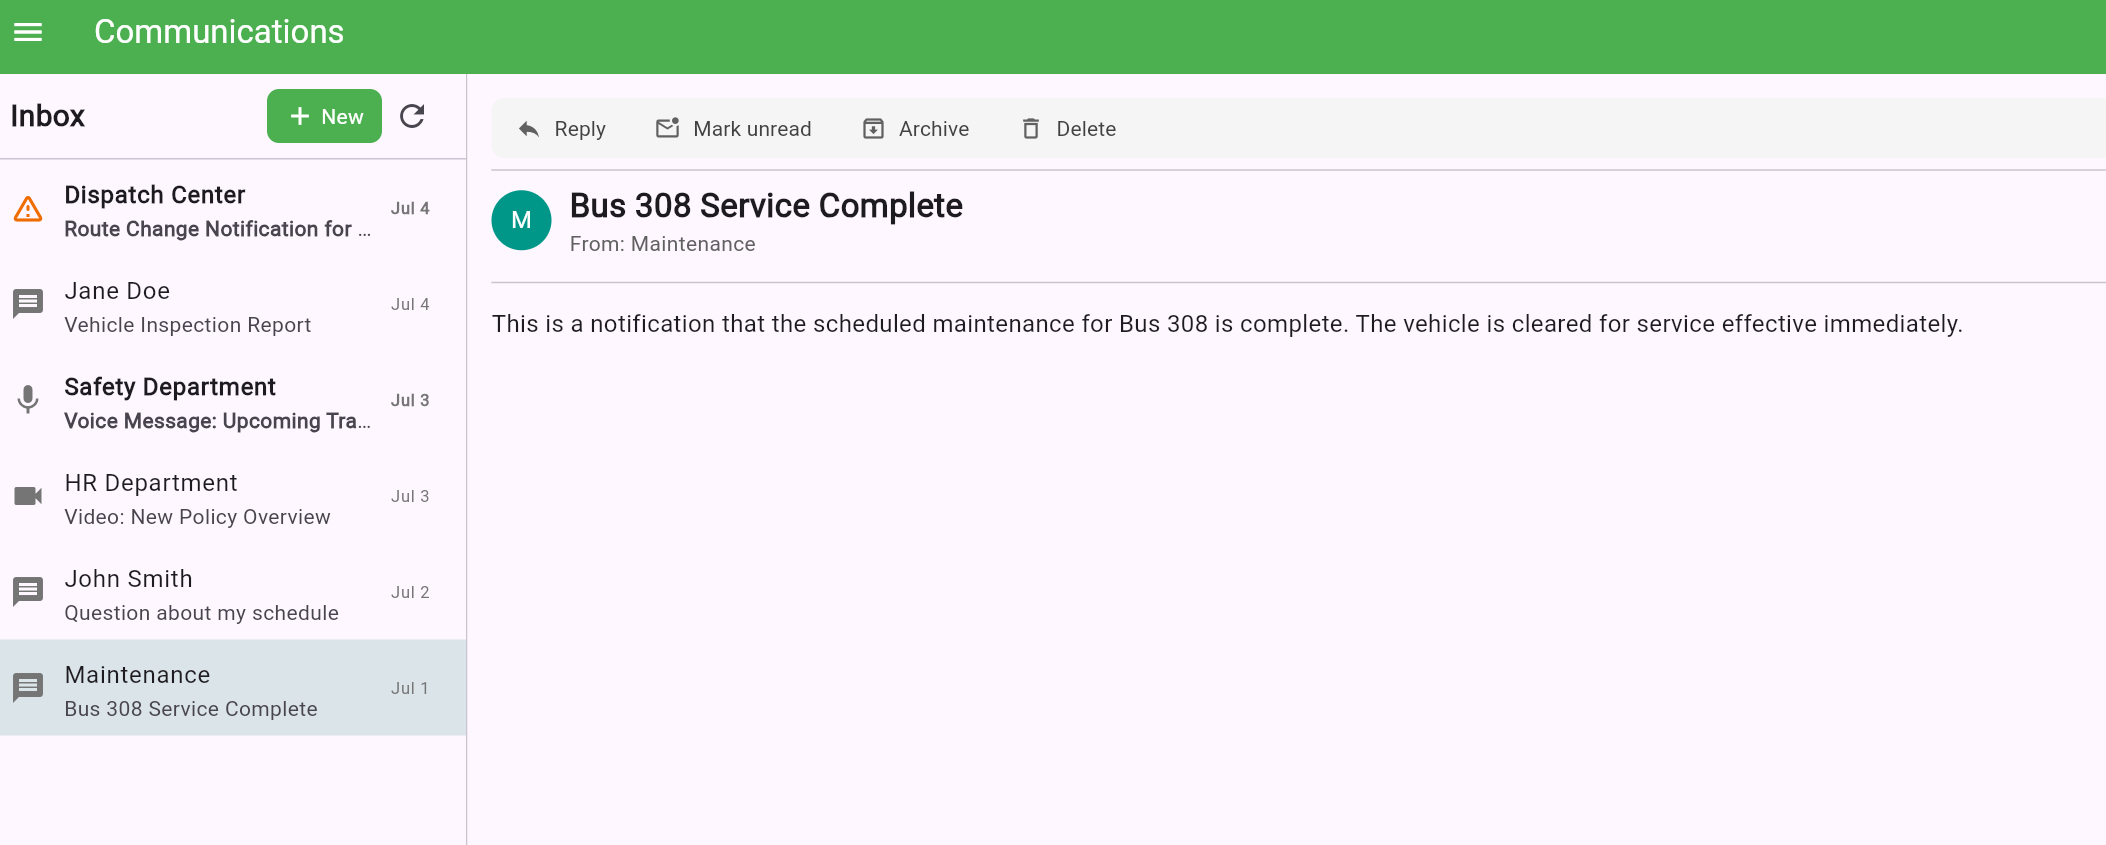 Communications
Inbox
New
Dispatch Center
Jul 4
Route Change Notification for ...
Jane Doe
Jul 4
Vehicle Inspection Report
Safety Department
Jul 3
Voice Message: Upcoming Tra...
HR Department
Jul 3
Video: New Policy Overview
John Smith
Jul 2
Question about my schedule
Maintenance
Jul 1
Bus 308 Service Complete
Reply Mark unread Archive Delete
M
Bus 308 Service Complete
From: Maintenance
This is a notification that the scheduled maintenance for Bus 308 is complete. The vehicle is cleared for service effective immediately.